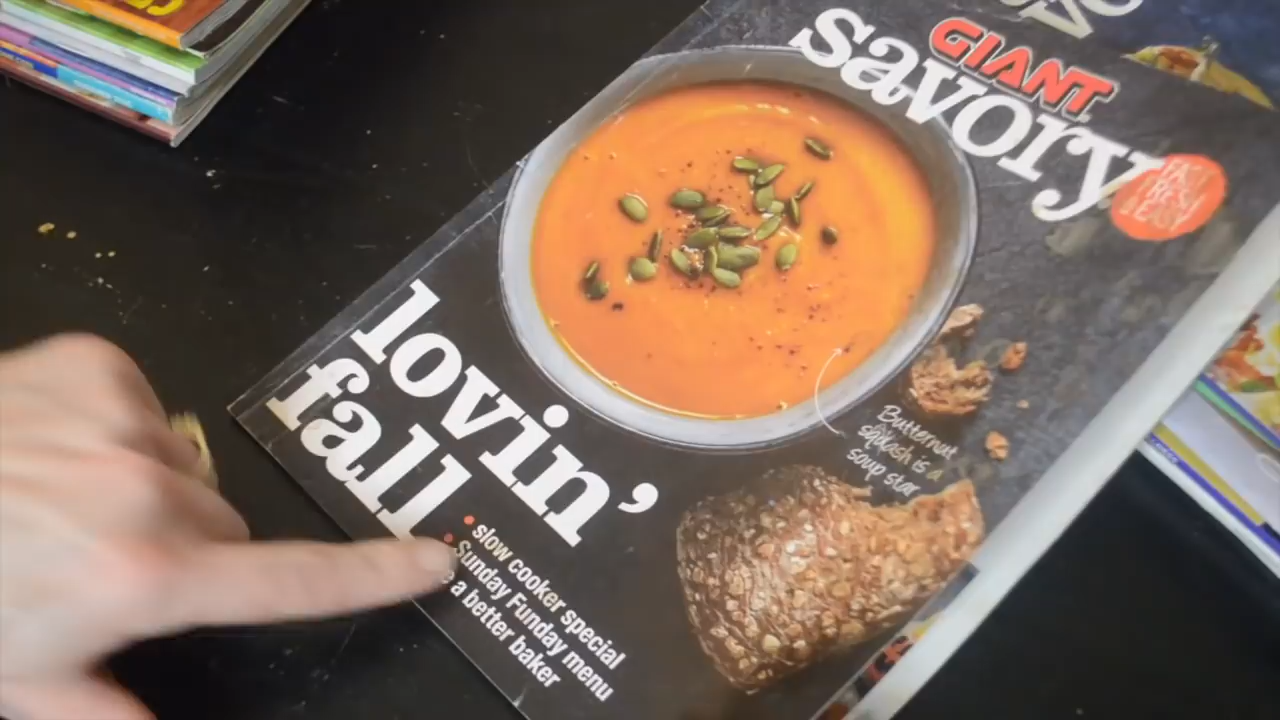 GIANT
savory
FAST
FRESH
& EASY
lovin'
fall
• slow cooker special
• Sunday Funday menu
a better baker
Butternut
squash is a
soup star